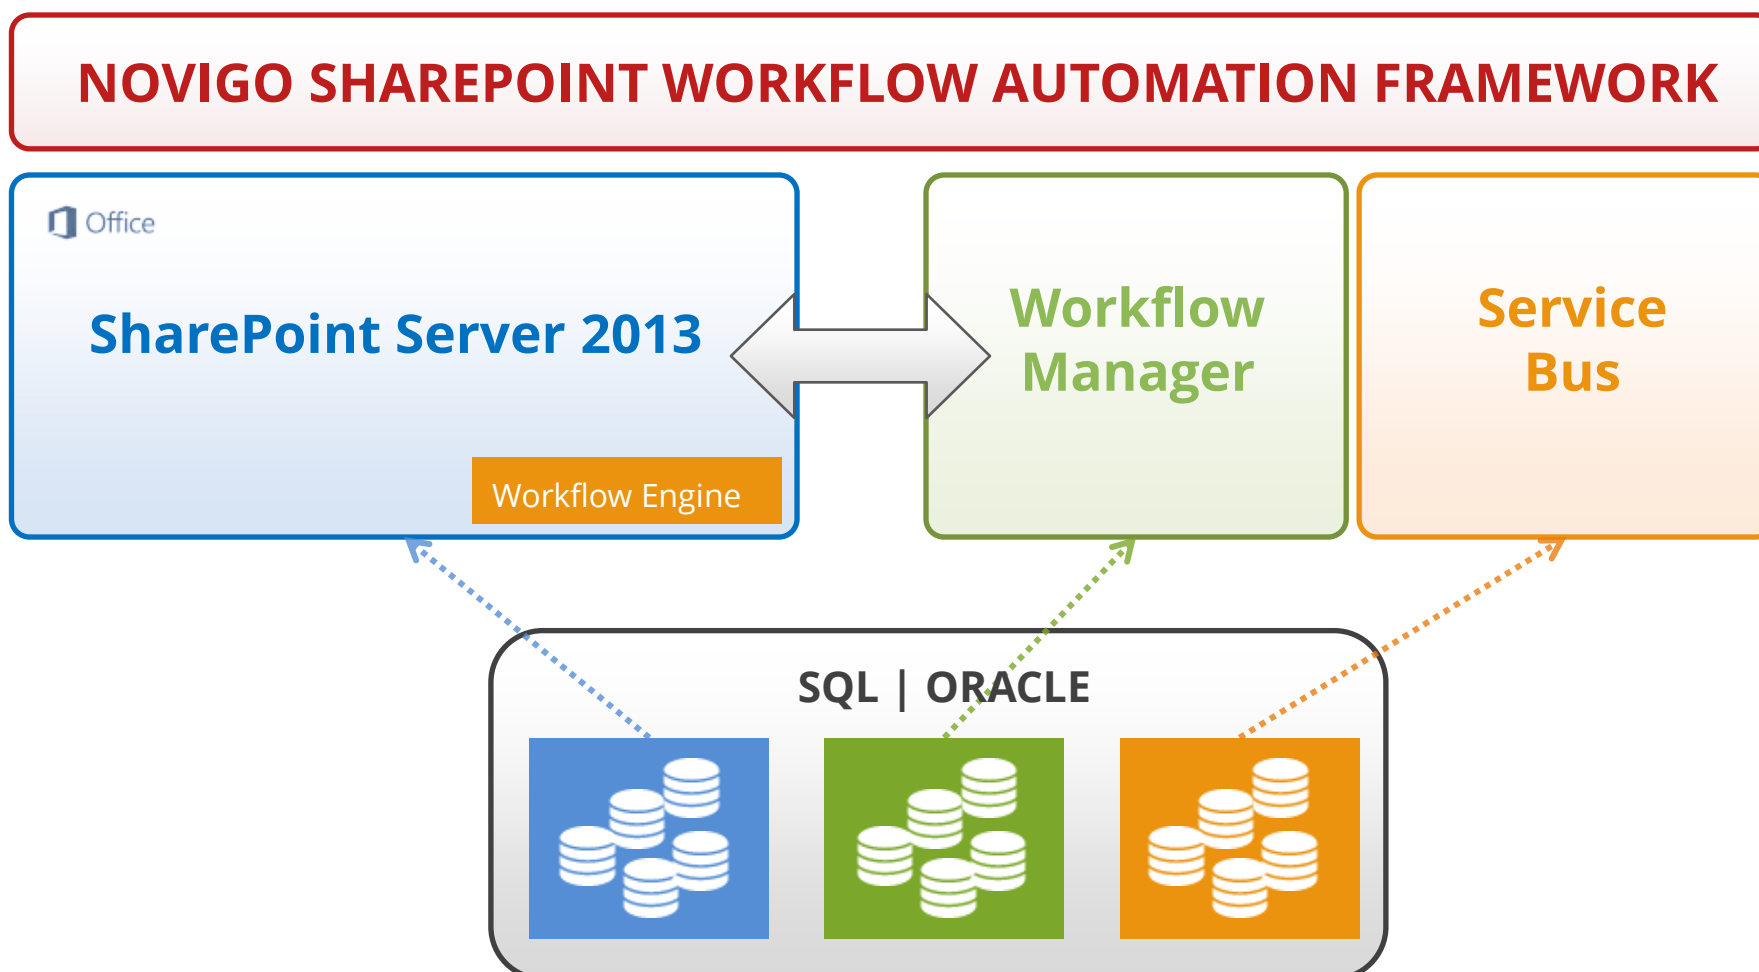 NOVIGO SHAREPOINT WORKFLOW AUTOMATION FRAMEWORK
Office
SharePoint Server 2013
Workflow Engine
Workflow
Manager
Service
Bus
SQL | ORACLE